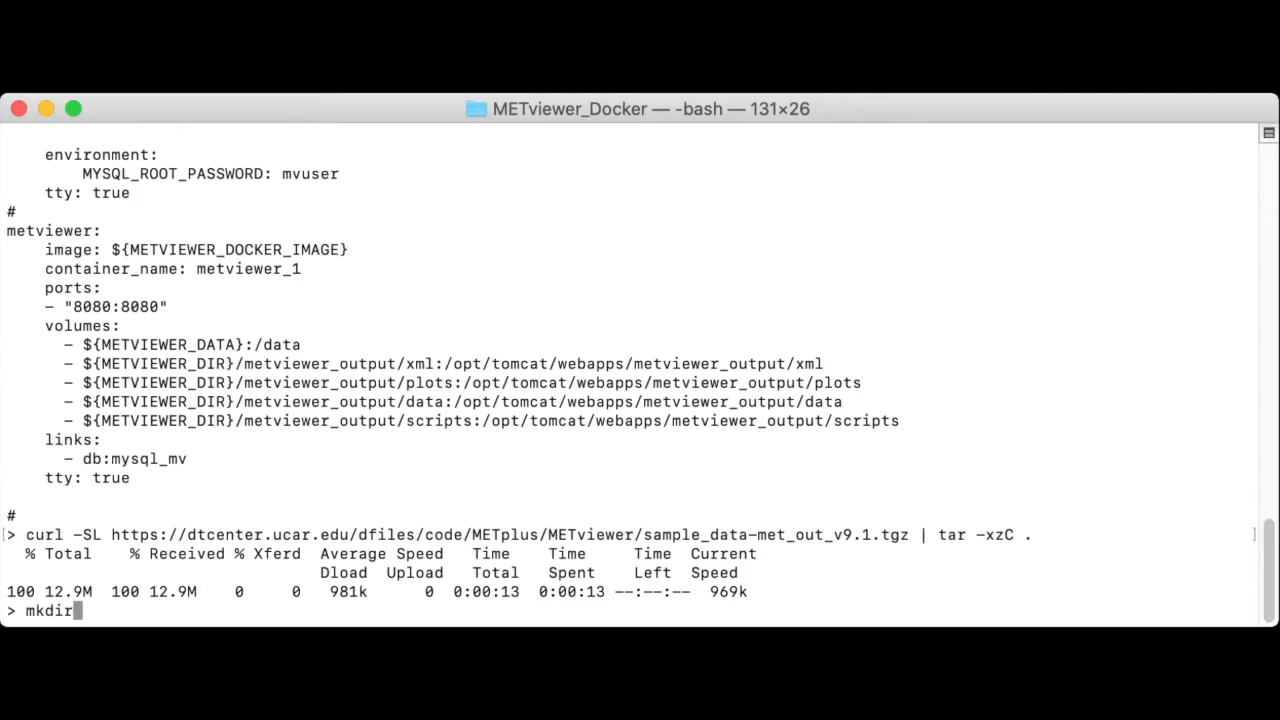 METviewer_Docker — -bash — 131×26
environment:
MYSQL_ROOT_PASSWORD: mvuser
tty: true
#
metviewer:
image: ${METVIEWER_DOCKER_IMAGE}
container_name: metviewer_1
ports:
- "8080:8080"
volumes:
- ${METVIEWER_DATA}:/data
- ${METVIEWER_DIR}/metviewer_output/xml:/opt/tomcat/webapps/metviewer_output/xml
- ${METVIEWER_DIR}/metviewer_output/plots:/opt/tomcat/webapps/metviewer_output/plots
- ${METVIEWER_DIR}/metviewer_output/data:/opt/tomcat/webapps/metviewer_output/data
- ${METVIEWER_DIR}/metviewer_output/scripts:/opt/tomcat/webapps/metviewer_output/scripts
links:
- db:mysql_mv
tty: true
#
[> curl -SL https://dtcenter.ucar.edu/dfiles/code/METplus/METviewer/sample_data-met_out_v9.1.tgz | tar -xzC . ]
% Total % Received % Xferd Average Speed Time Time Time Current
Dload Upload Total Spent Left Speed
100 12.9M 100 12.9M 0 0 981k 0 0:00:13 0:00:13 --:--:-- 969k
> mkdir